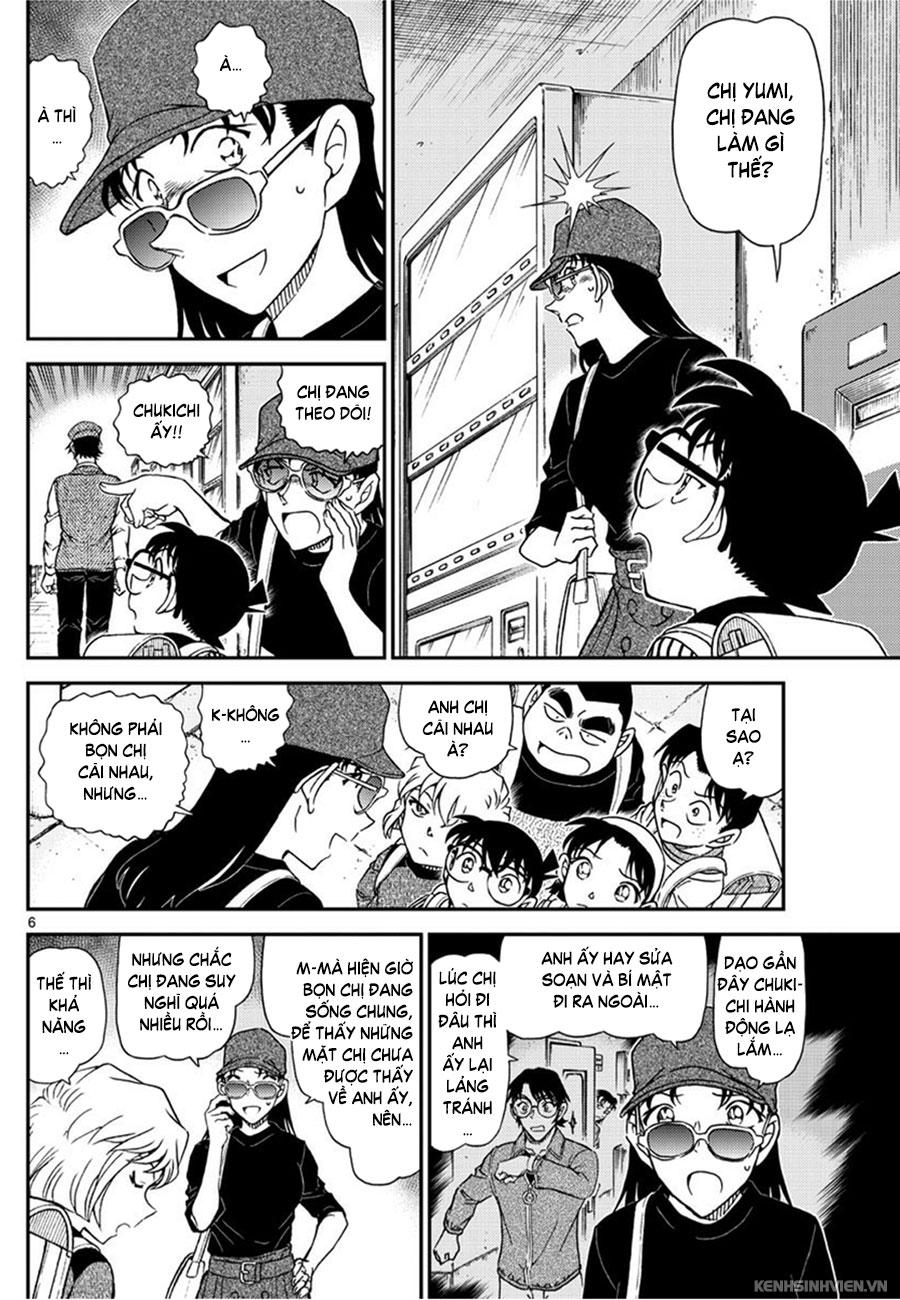 CHỊ YUMI,
CHỊ ĐANG
LÀM GÌ
THẾ?
À...
À THÌ
...
CHỊ ĐANG
THEO DÕI!
CHUKICHI
ẤY!!
TẠI
SAO
Ạ?
ANH CHỊ
CÃI NHAU
À?
K-KHÔNG
...
KHÔNG PHẢI
BỌN CHỊ
CÃI NHAU,
NHƯNG...
6
DẠO GẦN
ĐÂY CHUKI-
CHI HÀNH
ĐỘNG LẠ
LẮM...
ANH ẤY HAY SỬA
SOẠN VÀ BÍ MẬT
ĐI RA NGOÀI...
LÚC CHỊ
HỎI ĐI
ĐÂU THÌ
ANH
ẤY LẠI
LẢNG
TRÁNH
...
M-MÀ HIỆN GIỜ
BỌN CHỊ ĐANG
SỐNG CHUNG,
ĐỂ THẤY NHỮNG
MẶT CHỊ CHƯA
ĐƯỢC THẤY
VỀ ANH ẤY,
NÊN...
NHƯNG CHẮC
CHỊ ĐANG SUY
NGHĨ QUÁ
NHIỀU RỒI...
THẾ THÌ
KHẢ
NĂNG
...
KENHSINHVIEN.VN